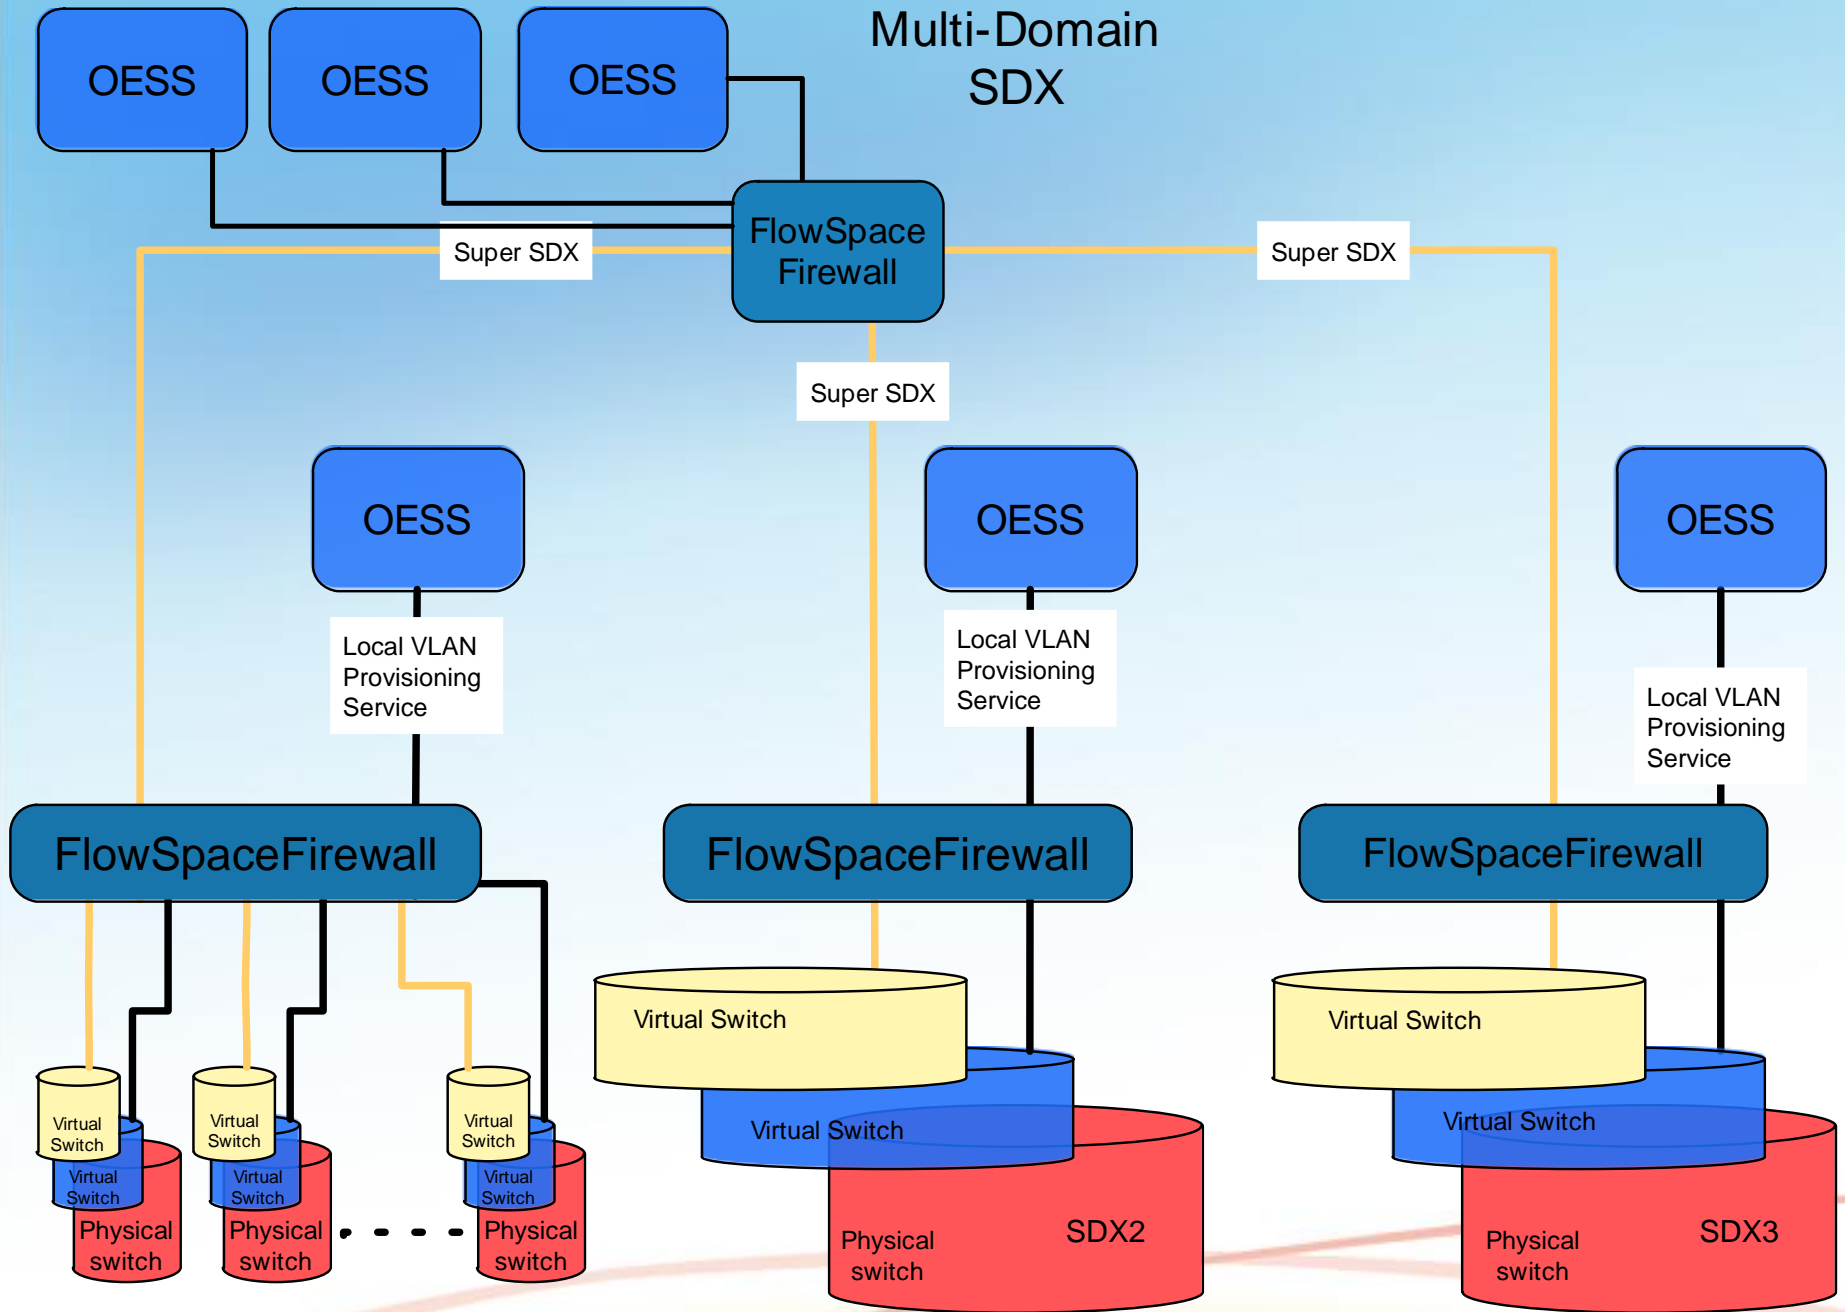 Multi-Domain
SDX
OESS
OESS
OESS
FlowSpace
Firewall
Super SDX
Super SDX
Super SDX
OESS
OESS
OESS
Local VLAN
Provisioning
Service
Local VLAN
Provisioning
Service
Local VLAN
Provisioning
Service
FlowSpaceFirewall
FlowSpaceFirewall
FlowSpaceFirewall
Virtual
Switch
Virtual
Switch
Physical
switch
Virtual
Switch
Virtual
Switch
Physical
switch
Virtual
Switch
Virtual
Switch
Physical
switch
Virtual Switch
Virtual Switch
Physical
switch
SDX2
Virtual Switch
Virtual Switch
Physical
switch
SDX3